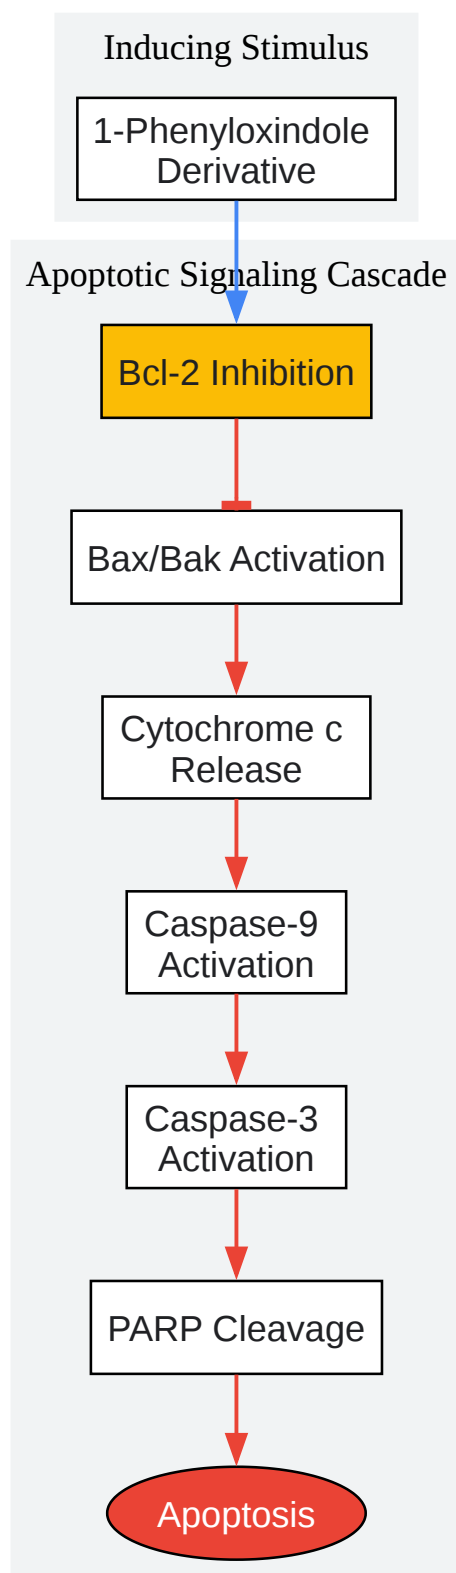 Inducing Stimulus
1-Phenyloxindole
Derivative
Apoptotic Signaling Cascade
Bcl-2 Inhibition
Bax/Bak Activation
Cytochrome c
Release
Caspase-9
Activation
Caspase-3
Activation
PARP Cleavage
Apoptosis